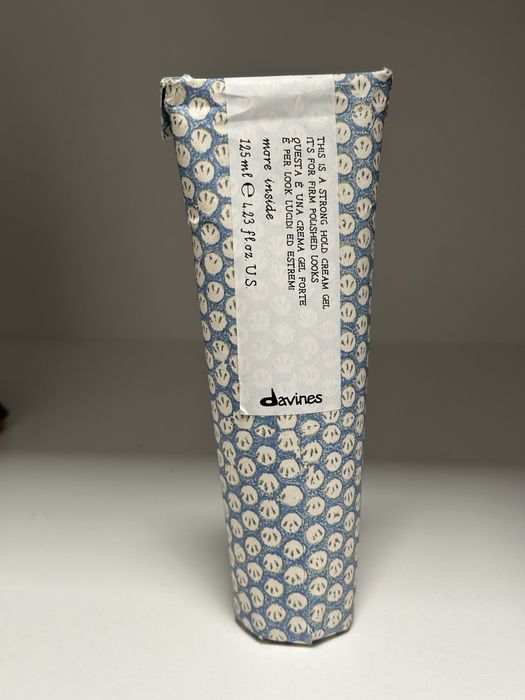 THIS IS A STRONG HOLD CREAM GEL
IT'S FOR FIRM POLISHED LOOKS
QUESTA È UNA CREMA GEL FORTE
È PER LOOK LUCIDI ED ESTREMI
more inside
125ml ℮ 4.23 fl oz U.S.
davines